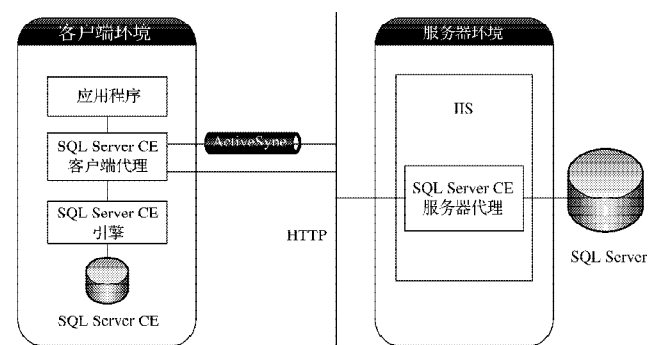 客户端环境
应用程序
SQL Server CE
客户端代理
SQL Server CE
引擎
SQL Server CE
ActiveSync
HTTP
服务器环境
IIS
SQL Server CE
服务器代理
SQL Server